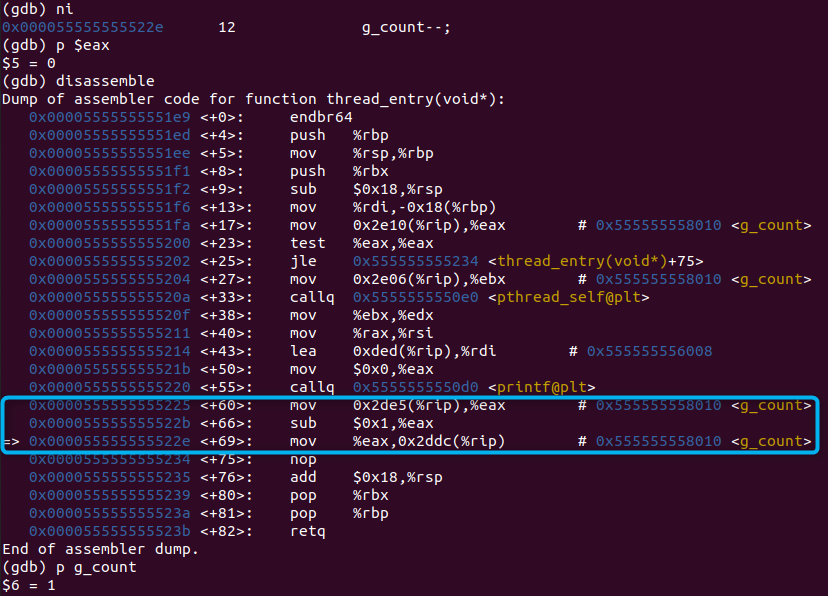 (gdb) ni
0x000055555555522e      12              g_count--;
(gdb) p $eax
$5 = 0
(gdb) disassemble
Dump of assembler code for function thread_entry(void*):
   0x00005555555551e9 <+0>:     endbr64
   0x00005555555551ed <+4>:     push   %rbp
   0x00005555555551ee <+5>:     mov    %rsp,%rbp
   0x00005555555551f1 <+8>:     push   %rbx
   0x00005555555551f2 <+9>:     sub    $0x18,%rsp
   0x00005555555551f6 <+13>:    mov    %rdi,-0x18(%rbp)
   0x00005555555551fa <+17>:    mov    0x2e10(%rip),%eax        # 0x555555558010 <g_count>
   0x0000555555555200 <+23>:    test   %eax,%eax
   0x0000555555555202 <+25>:    jle    0x555555555234 <thread_entry(void*)+75>
   0x0000555555555204 <+27>:    mov    0x2e06(%rip),%ebx        # 0x555555558010 <g_count>
   0x000055555555520a <+33>:    callq  0x5555555550e0 <pthread_self@plt>
   0x000055555555520f <+38>:    mov    %ebx,%edx
   0x0000555555555211 <+40>:    mov    %rax,%rsi
   0x0000555555555214 <+43>:    lea    0xded(%rip),%rdi        # 0x555555556008
   0x000055555555521b <+50>:    mov    $0x0,%eax
   0x0000555555555220 <+55>:    callq  0x5555555550d0 <printf@plt>
   0x0000555555555225 <+60>:    mov    0x2de5(%rip),%eax        # 0x555555558010 <g_count>
   0x000055555555522b <+66>:    sub    $0x1,%eax
=> 0x000055555555522e <+69>:    mov    %eax,0x2ddc(%rip)        # 0x555555558010 <g_count>
   0x0000555555555234 <+75>:    nop
   0x0000555555555235 <+76>:    add    $0x18,%rsp
   0x0000555555555239 <+80>:    pop    %rbx
   0x000055555555523a <+81>:    pop    %rbp
   0x000055555555523b <+82>:    retq
End of assembler dump.
(gdb) p g_count
$6 = 1